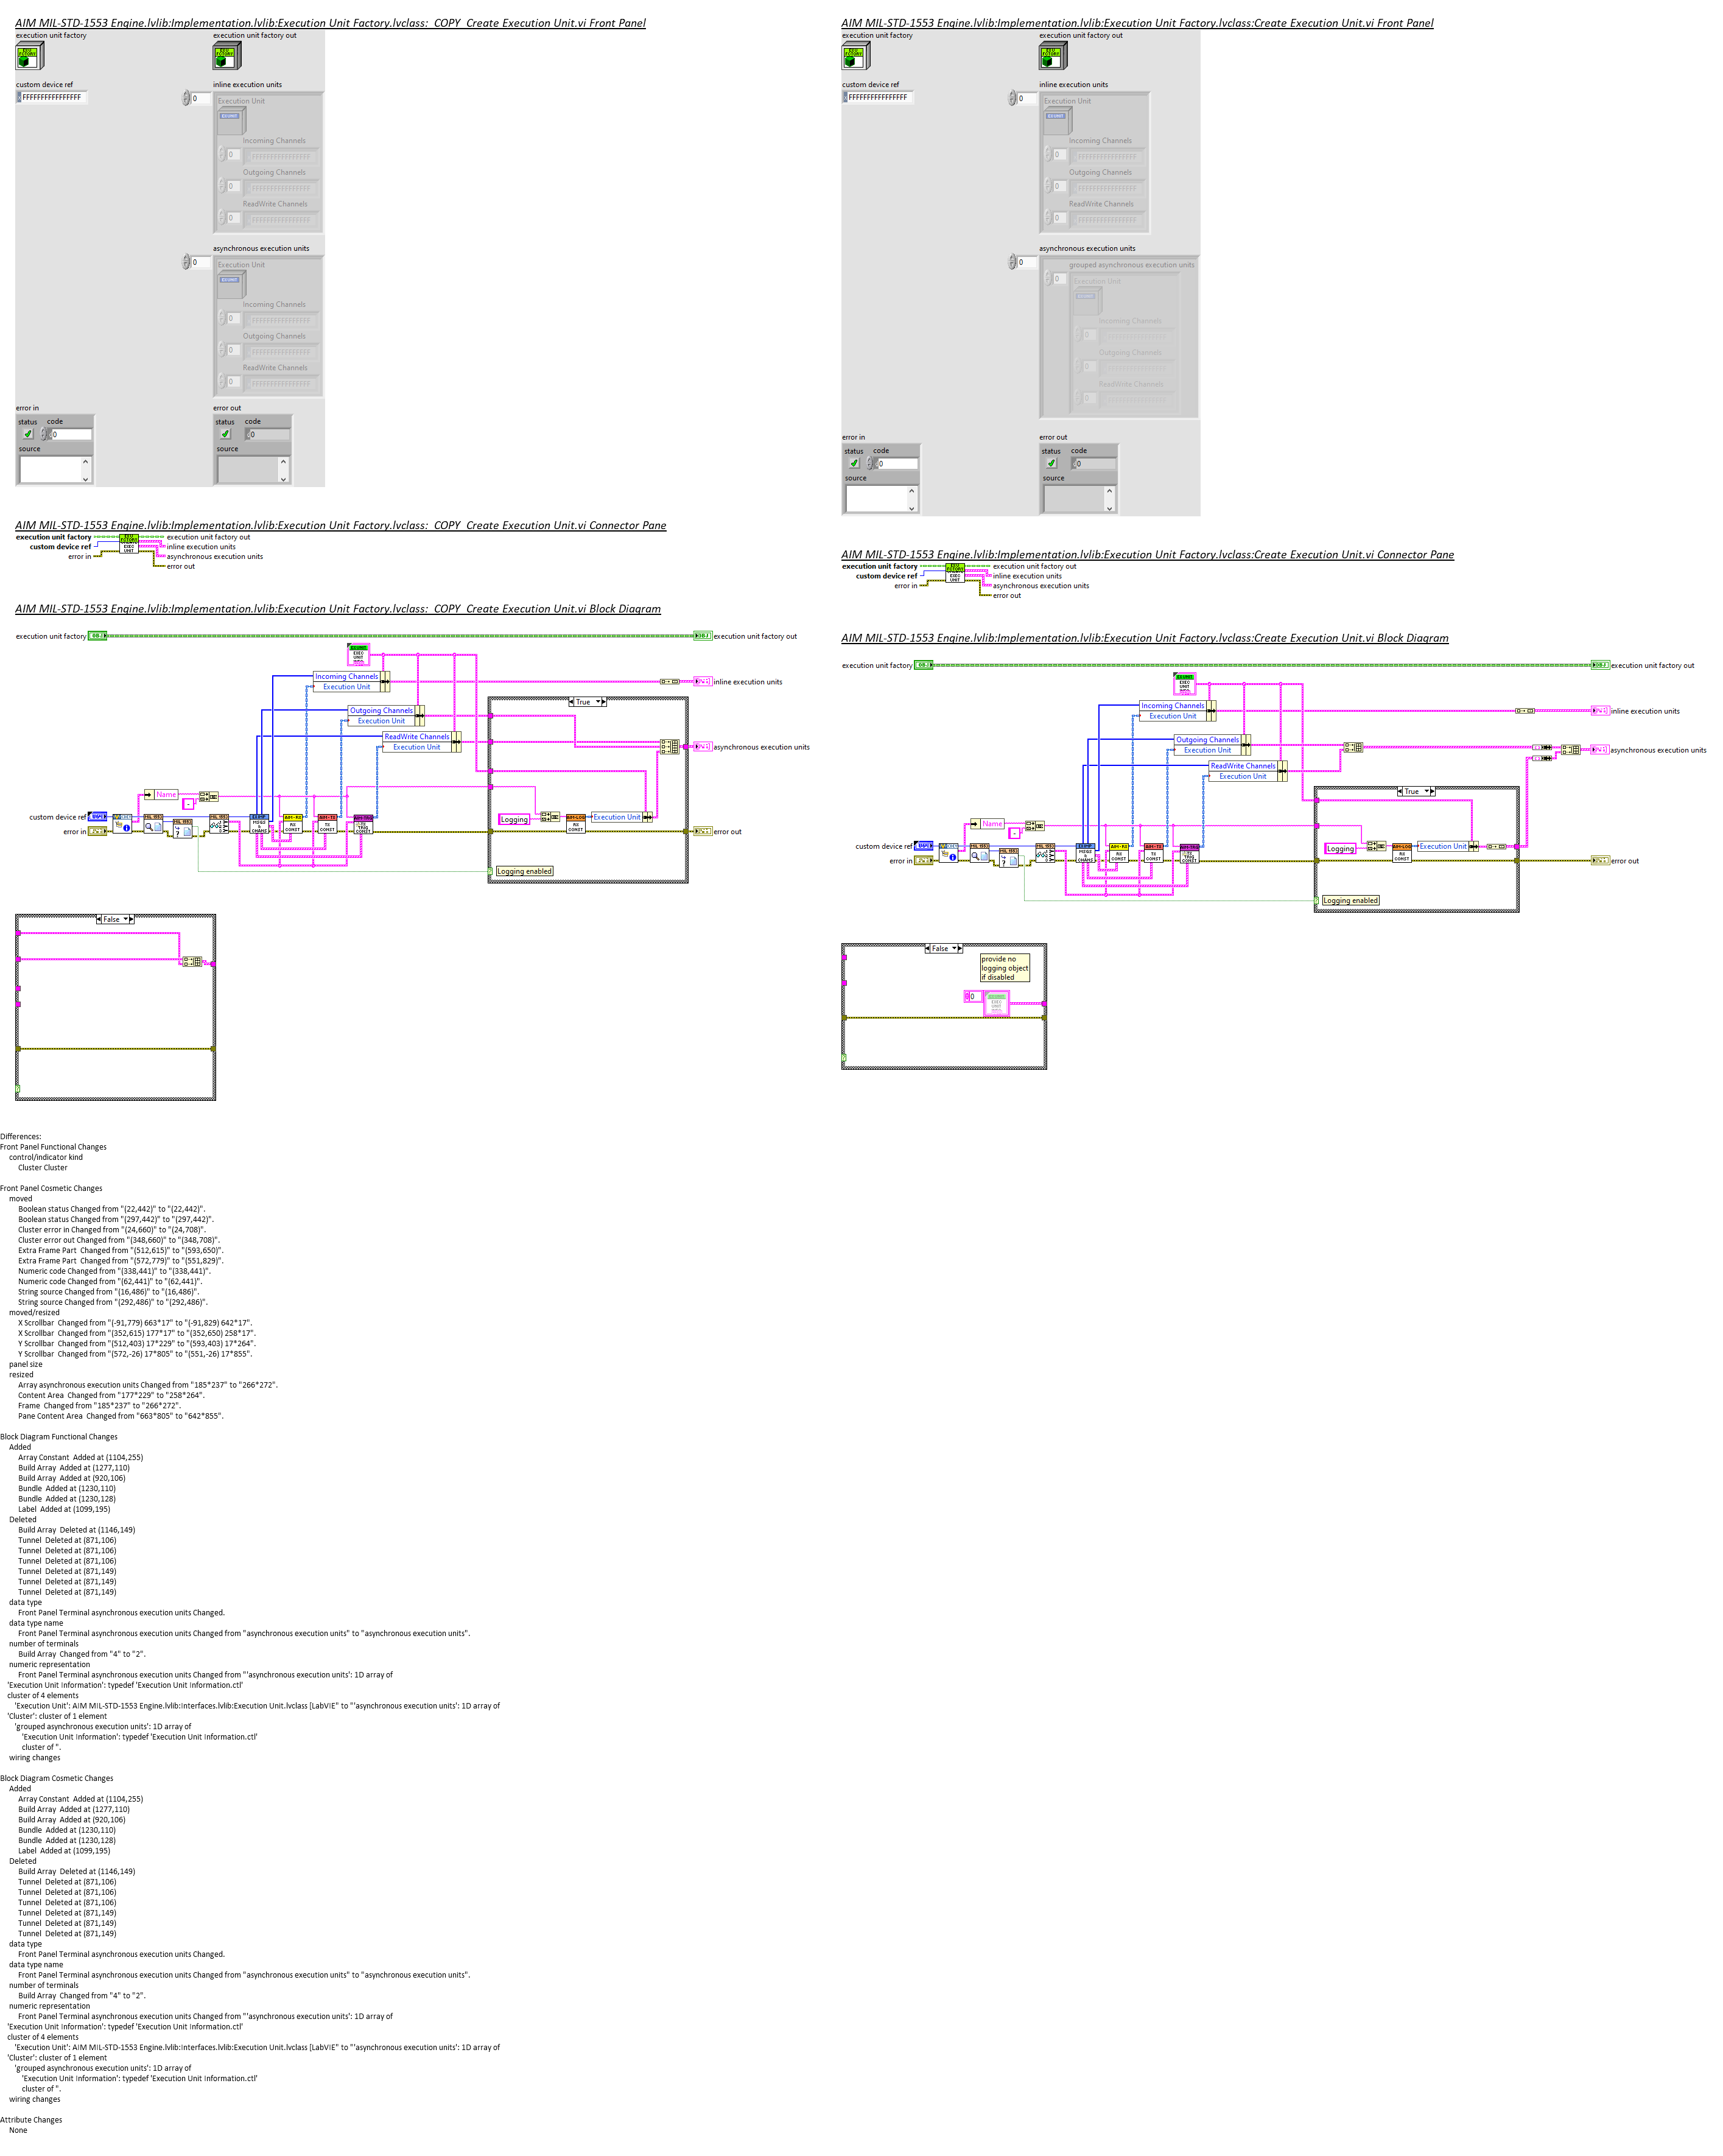 AIM MIL-STD-1553 Engine.lvlib:Implementation.lvlib:Execution Unit Factory.lvclass:_COPY_Create Execution Unit.vi Front Panel
execution unit factory
execution unit factory out
custom device ref
FFFFFFFFFFFFFFFF
inline execution units
0
Execution Unit
Incoming Channels
0
FFFFFFFFFFFFFFFF
Outgoing Channels
0
FFFFFFFFFFFFFFFF
ReadWrite Channels
0
FFFFFFFFFFFFFFFF
asynchronous execution units
0
Execution Unit
Incoming Channels
0
FFFFFFFFFFFFFFFF
Outgoing Channels
0
FFFFFFFFFFFFFFFF
ReadWrite Channels
0
FFFFFFFFFFFFFFFF
error in
status code
0
source
error out
status code
0
source
AIM MIL-STD-1553 Engine.lvlib:Implementation.lvlib:Execution Unit Factory.lvclass:_COPY_Create Execution Unit.vi Connector Pane
execution unit factory
custom device ref
error in
execution unit factory out
inline execution units
asynchronous execution units
error out
AIM MIL-STD-1553 Engine.lvlib:Implementation.lvlib:Execution Unit Factory.lvclass:_COPY_Create Execution Unit.vi Block Diagram
execution unit factory
execution unit factory out
Incoming Channels
Execution Unit
inline execution units
Outgoing Channels
Execution Unit
True
ReadWrite Channels
Execution Unit
asynchronous execution units
Name
-
custom device ref
error in
Logging
Execution Unit
error out
Logging enabled
False
AIM MIL-STD-1553 Engine.lvlib:Implementation.lvlib:Execution Unit Factory.lvclass:Create Execution Unit.vi Front Panel
execution unit factory
execution unit factory out
custom device ref
FFFFFFFFFFFFFFFF
inline execution units
0
Execution Unit
Incoming Channels
0
FFFFFFFFFFFFFFFF
Outgoing Channels
0
FFFFFFFFFFFFFFFF
ReadWrite Channels
0
FFFFFFFFFFFFFFFF
asynchronous execution units
0
grouped asynchronous execution units
0
Execution Unit
Incoming Channels
0
Outgoing Channels
0
ReadWrite Channels
0
error in
status code
0
source
error out
status code
0
source
AIM MIL-STD-1553 Engine.lvlib:Implementation.lvlib:Execution Unit Factory.lvclass:Create Execution Unit.vi Connector Pane
execution unit factory
custom device ref
error in
execution unit factory out
inline execution units
asynchronous execution units
error out
AIM MIL-STD-1553 Engine.lvlib:Implementation.lvlib:Execution Unit Factory.lvclass:Create Execution Unit.vi Block Diagram
execution unit factory
execution unit factory out
Incoming Channels
Execution Unit
inline execution units
Outgoing Channels
Execution Unit
asynchronous execution units
ReadWrite Channels
Execution Unit
True
Name
-
custom device ref
error in
Logging
Execution Unit
error out
Logging enabled
False
provide no
logging object
if disabled
0
Differences:
Front Panel Functional Changes
control/indicator kind
Cluster Cluster
Front Panel Cosmetic Changes
moved
Boolean status Changed from "(22,442)" to "(22,442)".
Boolean status Changed from "(297,442)" to "(297,442)".
Cluster error in Changed from "(24,660)" to "(24,708)".
Cluster error out Changed from "(348,660)" to "(348,708)".
Extra Frame Part Changed from "(512,615)" to "(593,650)".
Extra Frame Part Changed from "(572,779)" to "(551,829)".
Numeric code Changed from "(338,441)" to "(338,441)".
Numeric code Changed from "(62,441)" to "(62,441)".
String source Changed from "(16,486)" to "(16,486)".
String source Changed from "(292,486)" to "(292,486)".
moved/resized
X Scrollbar Changed from "(-91,779) 663*17" to "(-91,829) 642*17".
X Scrollbar Changed from "(352,615) 177*17" to "(352,650) 258*17".
Y Scrollbar Changed from "(512,403) 17*229" to "(593,403) 17*264".
Y Scrollbar Changed from "(572,-26) 17*805" to "(551,-26) 17*855".
panel size
resized
Array asynchronous execution units Changed from "185*237" to "266*272".
Content Area Changed from "177*229" to "258*264".
Frame Changed from "185*237" to "266*272".
Pane Content Area Changed from "663*805" to "642*855".
Block Diagram Functional Changes
Added
Array Constant Added at (1104,255)
Build Array Added at (1277,110)
Build Array Added at (920,106)
Bundle Added at (1230,110)
Bundle Added at (1230,128)
Label Added at (1099,195)
Deleted
Build Array Deleted at (1146,149)
Tunnel Deleted at (871,106)
Tunnel Deleted at (871,106)
Tunnel Deleted at (871,106)
Tunnel Deleted at (871,149)
Tunnel Deleted at (871,149)
Tunnel Deleted at (871,149)
data type
Front Panel Terminal asynchronous execution units Changed.
data type name
Front Panel Terminal asynchronous execution units Changed from "asynchronous execution units" to "asynchronous execution units".
number of terminals
Build Array Changed from "4" to "2".
numeric representation
Front Panel Terminal asynchronous execution units Changed from "'asynchronous execution units': 1D array of
'Execution Unit Information': typedef 'Execution Unit Information.ctl'
cluster of 4 elements
'Execution Unit': AIM MIL-STD-1553 Engine.lvlib:Interfaces.lvlib:Execution Unit.lvclass [LabVIE" to "'asynchronous execution units': 1D array of
'Cluster': cluster of 1 element
'grouped asynchronous execution units': 1D array of
'Execution Unit Information': typedef 'Execution Unit Information.ctl'
cluster of ".
wiring changes
Block Diagram Cosmetic Changes
Added
Array Constant Added at (1104,255)
Build Array Added at (1277,110)
Build Array Added at (920,106)
Bundle Added at (1230,110)
Bundle Added at (1230,128)
Label Added at (1099,195)
Deleted
Build Array Deleted at (1146,149)
Tunnel Deleted at (871,106)
Tunnel Deleted at (871,106)
Tunnel Deleted at (871,106)
Tunnel Deleted at (871,149)
Tunnel Deleted at (871,149)
Tunnel Deleted at (871,149)
data type
Front Panel Terminal asynchronous execution units Changed.
data type name
Front Panel Terminal asynchronous execution units Changed from "asynchronous execution units" to "asynchronous execution units".
number of terminals
Build Array Changed from "4" to "2".
numeric representation
Front Panel Terminal asynchronous execution units Changed from "'asynchronous execution units': 1D array of
'Execution Unit Information': typedef 'Execution Unit Information.ctl'
cluster of 4 elements
'Execution Unit': AIM MIL-STD-1553 Engine.lvlib:Interfaces.lvlib:Execution Unit.lvclass [LabVIE" to "'asynchronous execution units': 1D array of
'Cluster': cluster of 1 element
'grouped asynchronous execution units': 1D array of
'Execution Unit Information': typedef 'Execution Unit Information.ctl'
cluster of ".
wiring changes
Attribute Changes
None